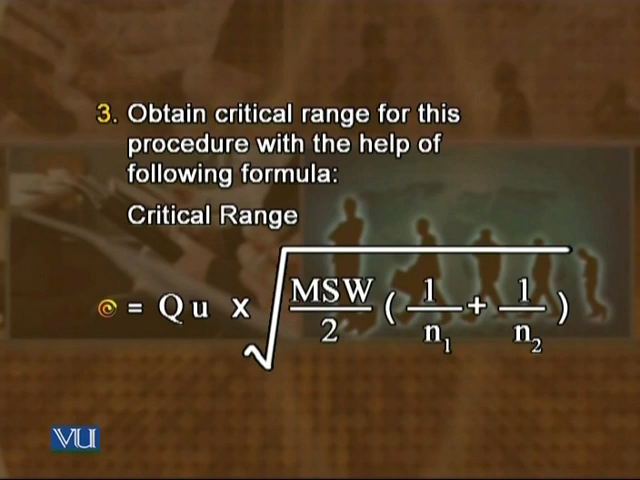 3. Obtain critical range for this
procedure with the help of
following formula:
Critical Range
= Qu x √ MSW/2 ( 1/n₁ + 1/n₂ )
VU